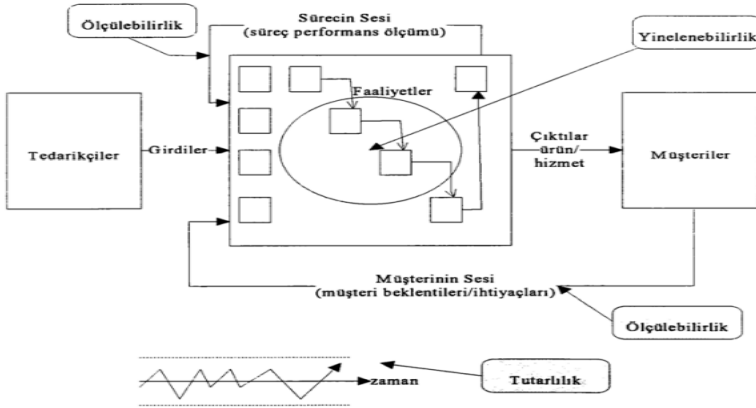 Sürecin Sesi
(süreç performans ölçümü)
Ölçülebilirlik
Yinelenebilirlik
Faaliyetler
Tedarikçiler
Girdiler
Çıktılar
ürün/
hizmet
Müşteriler
Müşterinin Sesi
(müşteri beklentileri/ihtiyaçları)
Ölçülebilirlik
zaman
Tutarlılık